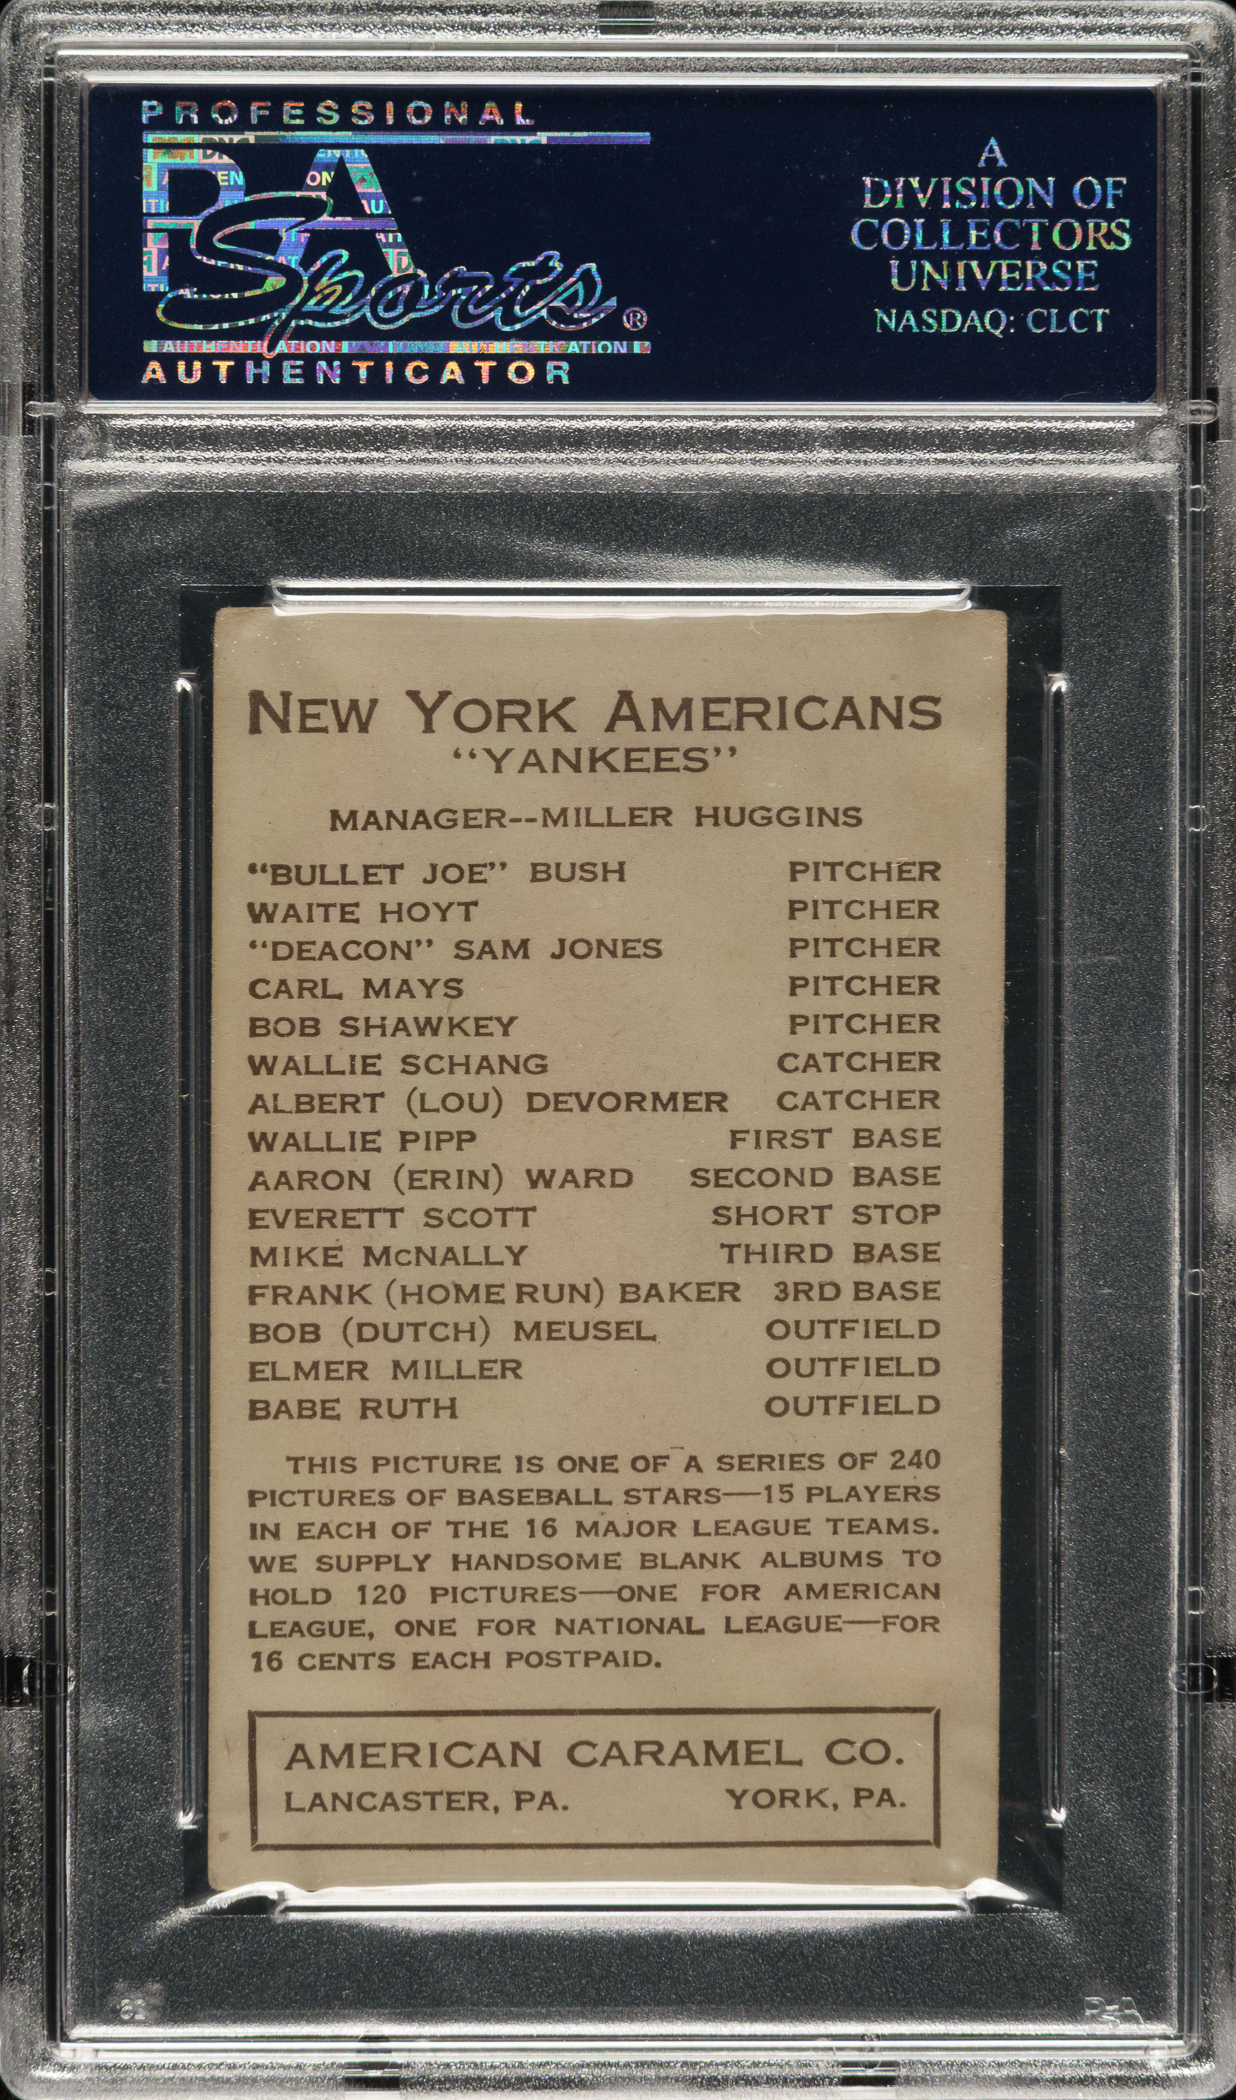 PROFESSIONAL
PSA
Sports®
AUTHENTICATOR
A
DIVISION OF
COLLECTORS
UNIVERSE
NASDAQ: CLCT
NEW YORK AMERICANS
“YANKEES”
MANAGER--MILLER HUGGINS
“BULLET JOE” BUSH PITCHER
WAITE HOYT PITCHER
“DEACON” SAM JONES PITCHER
CARL MAYS PITCHER
BOB SHAWKEY PITCHER
WALLIE SCHANG CATCHER
ALBERT (LOU) DEVORMER CATCHER
WALLIE PIPP FIRST BASE
AARON (ERIN) WARD SECOND BASE
EVERETT SCOTT SHORT STOP
MIKE McNALLY THIRD BASE
FRANK (HOME RUN) BAKER 3RD BASE
BOB (DUTCH) MEUSEL OUTFIELD
ELMER MILLER OUTFIELD
BABE RUTH OUTFIELD
THIS PICTURE IS ONE OF A SERIES OF 240
PICTURES OF BASEBALL STARS—15 PLAYERS
IN EACH OF THE 16 MAJOR LEAGUE TEAMS.
WE SUPPLY HANDSOME BLANK ALBUMS TO
HOLD 120 PICTURES—ONE FOR AMERICAN
LEAGUE, ONE FOR NATIONAL LEAGUE—FOR
16 CENTS EACH POSTPAID.
AMERICAN CARAMEL CO.
LANCASTER, PA. YORK, PA.
PSA